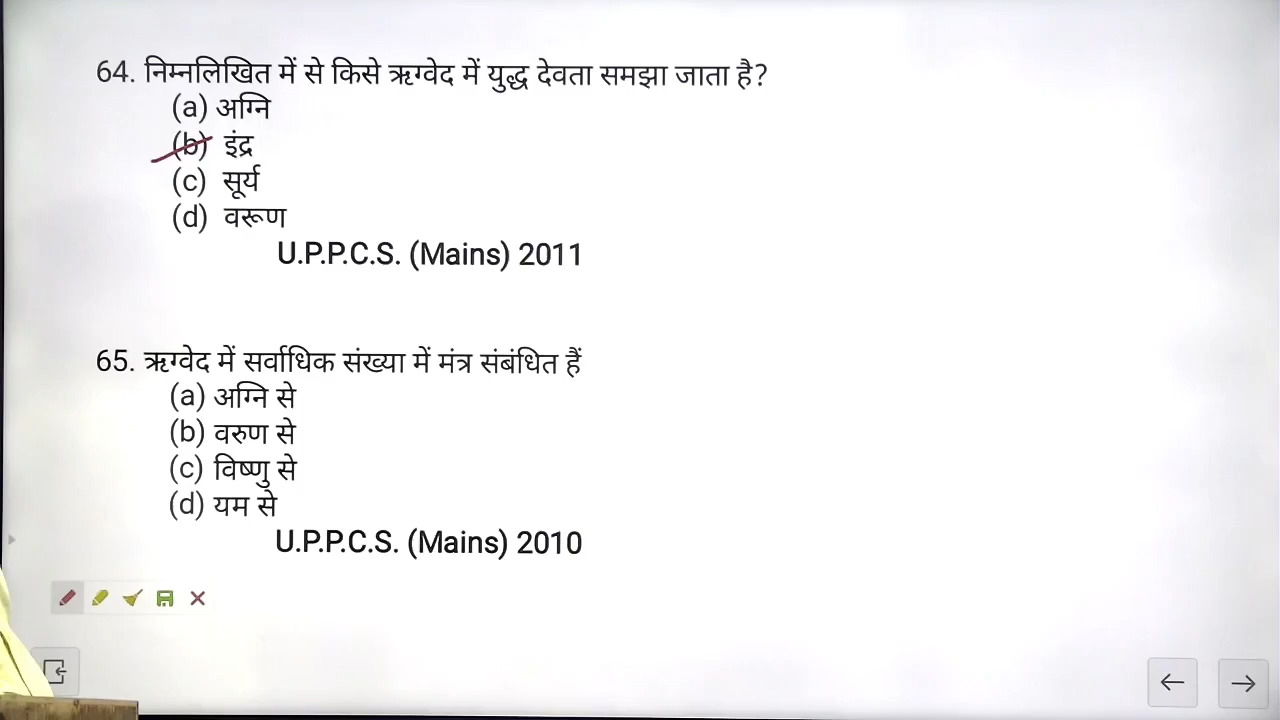 64. निम्नलिखित में से किसे ऋग्वेद में युद्ध देवता समझा जाता है?
(a) अग्नि
(b) इंद्र
(c) सूर्य
(d) वरूण
U.P.P.C.S. (Mains) 2011
65. ऋग्वेद में सर्वाधिक संख्या में मंत्र संबंधित हैं
(a) अग्नि से
(b) वरुण से
(c) विष्णु से
(d) यम से
U.P.P.C.S. (Mains) 2010